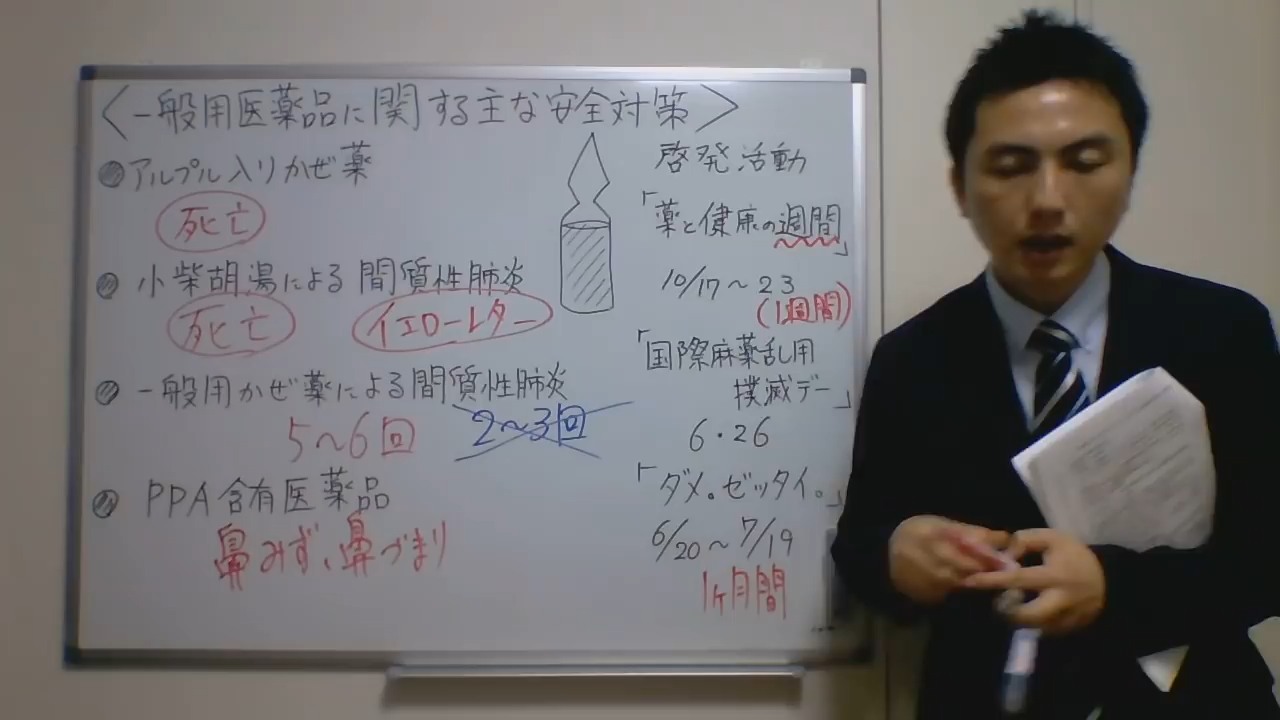 〈一般用医薬品に関する主な安全対策〉
アルプル入りかぜ薬
死亡
小柴胡湯による間質性肺炎
死亡 イエローレター
一般用かぜ薬による間質性肺炎
5〜6回 2〜3回
PPA含有医薬品
鼻みず、鼻づまり
啓発活動
「薬と健康の週間」
10/17〜23
(1週間)
「国際麻薬乱用
撲滅デー」
6・26
「ダメ。ゼッタイ。」
6/20〜7/19
1ヶ月間